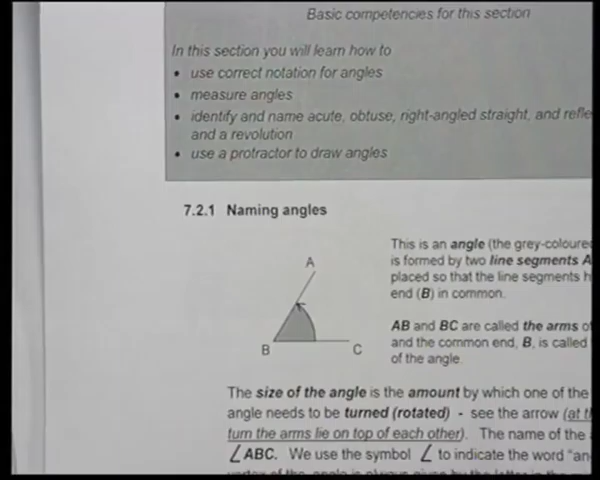 Basic competencies for this section
In this section you will learn how to
• use correct notation for angles
• measure angles
• identify and name acute, obtuse, right-angled straight, and refle
and a revolution
• use a protractor to draw angles
7.2.1 Naming angles
A
B
C
This is an angle (the grey-coloured
is formed by two line segments A
placed so that the line segments h
end (B) in common.
AB and BC are called the arms of
and the common end, B, is called
of the angle.
The size of the angle is the amount by which one of the
angle needs to be turned (rotated) - see the arrow (at th
turn the arms lie on top of each other). The name of the
∠ABC. We use the symbol ∠ to indicate the word "an